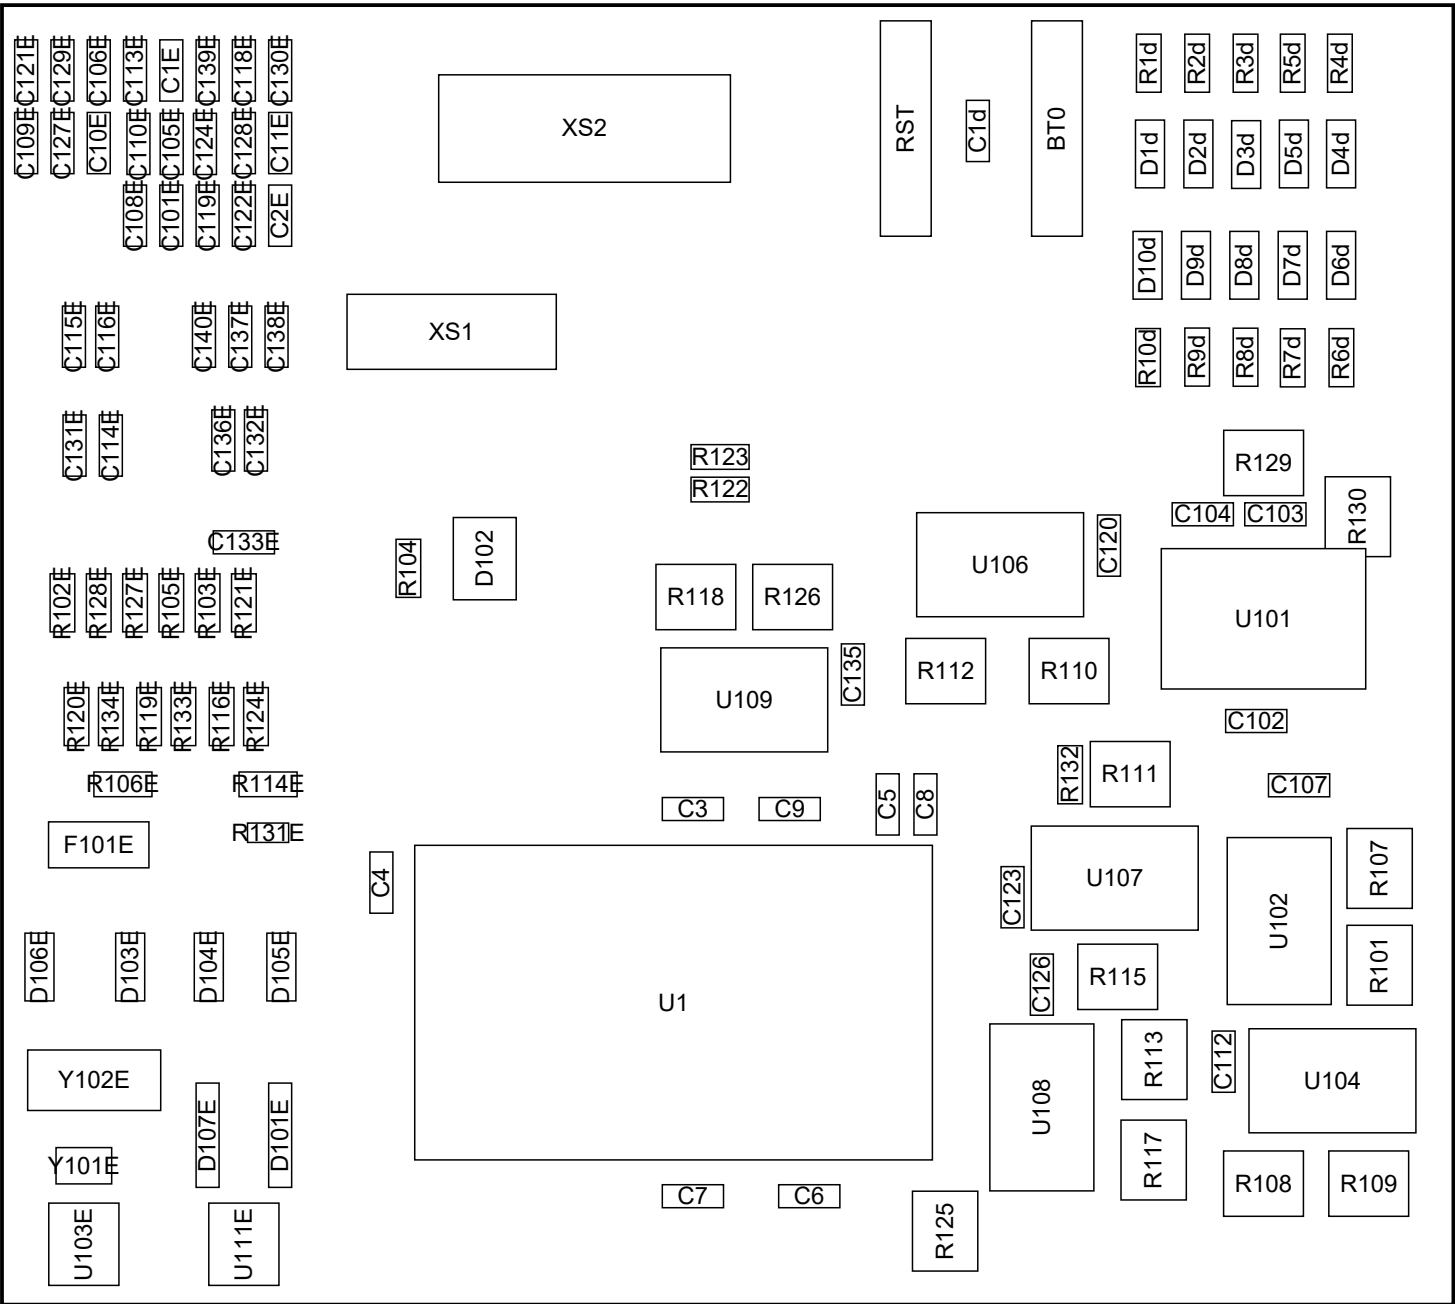 C121E C129E C106E C113E C1E C139E C118E C130E
C109E C127E C10E C110E C105E C124E C128E C11E
C108E C101E C119E C122E C2E
XS2
RST C1d BT0
R1d R2d R3d R5d R4d
D1d D2d D3d D5d D4d
D10d D9d D8d D7d D6d
C115E C116E C140E C137E C138E
XS1
R10d R9d R8d R7d R6d
C131E C114E C136E C132E
R123
R122
R129
C104 C103
R130
C133E
R104 D102
U106 C120
R102E R128E R127E R105E R103E R121E
R118 R126
U101
R112 R110
U109 C135
R120E R134E R119E R133E R116E R124E
C102
R106E R114E
R132 R111
C107
C3 C9 C5 C8
R131E
F101E
C4
U107
R107
C123
U102
D106E D103E D104E D105E
R115
R101
C126
U1
Y102E
R113 C112 U104
U108
D107E D101E
Y101E
R117
R108 R109
C7 C6
R125
U103E U111E